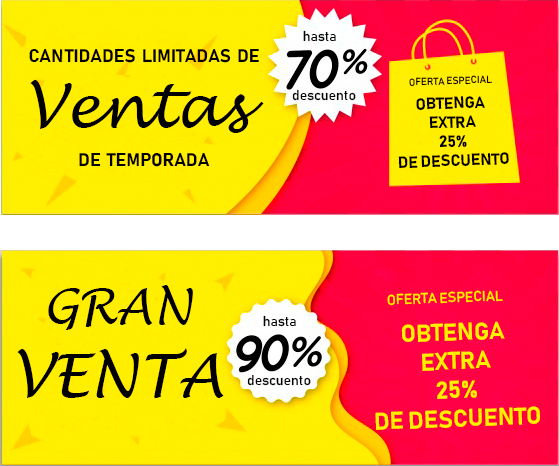 CANTIDADES LIMITADAS DE
Ventas
DE TEMPORADA
hasta
70%
descuento
OFERTA ESPECIAL
OBTENGA
EXTRA
25%
DE DESCUENTO
GRAN
VENTA
hasta
90%
descuento
OFERTA ESPECIAL
OBTENGA
EXTRA
25%
DE DESCUENTO